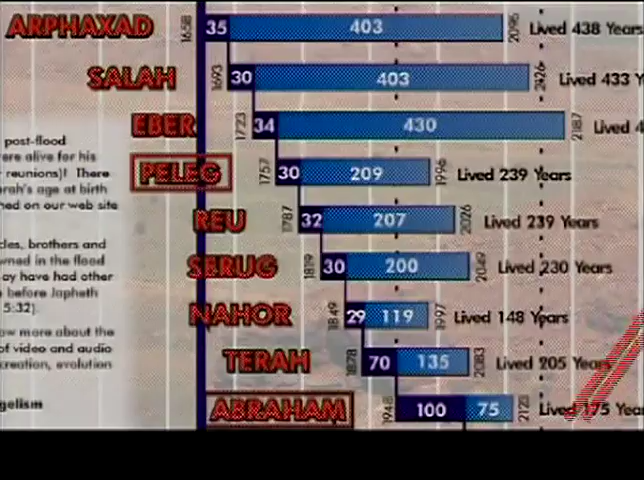 ARPHAXAD 1658 35 403 2096 Lived 438 Years
SALAH 1693 30 403 2126 Lived 433 Y
EBER 1723 34 430 2187 Lived 4
PELEG 1757 30 209 1996 Lived 239 Years
REU 1787 32 207 2026 Lived 239 Years
SERUG 1819 30 200 2049 Lived 230 Years
NAHOR 1849 29 119 1997 Lived 148 Years
TERAH 1878 70 135 2083 Lived 205 Years
ABRAHAM 1948 100 75 2123 Lived 175 Year
post-flood
ere alive for his
reunions)! There
rah's age at birth
ned on our web site
cles, brothers and
wned in the flood
ay have had other
before Japheth
5:32).
ow more about the
of video and audio
creation, evolution
gelism